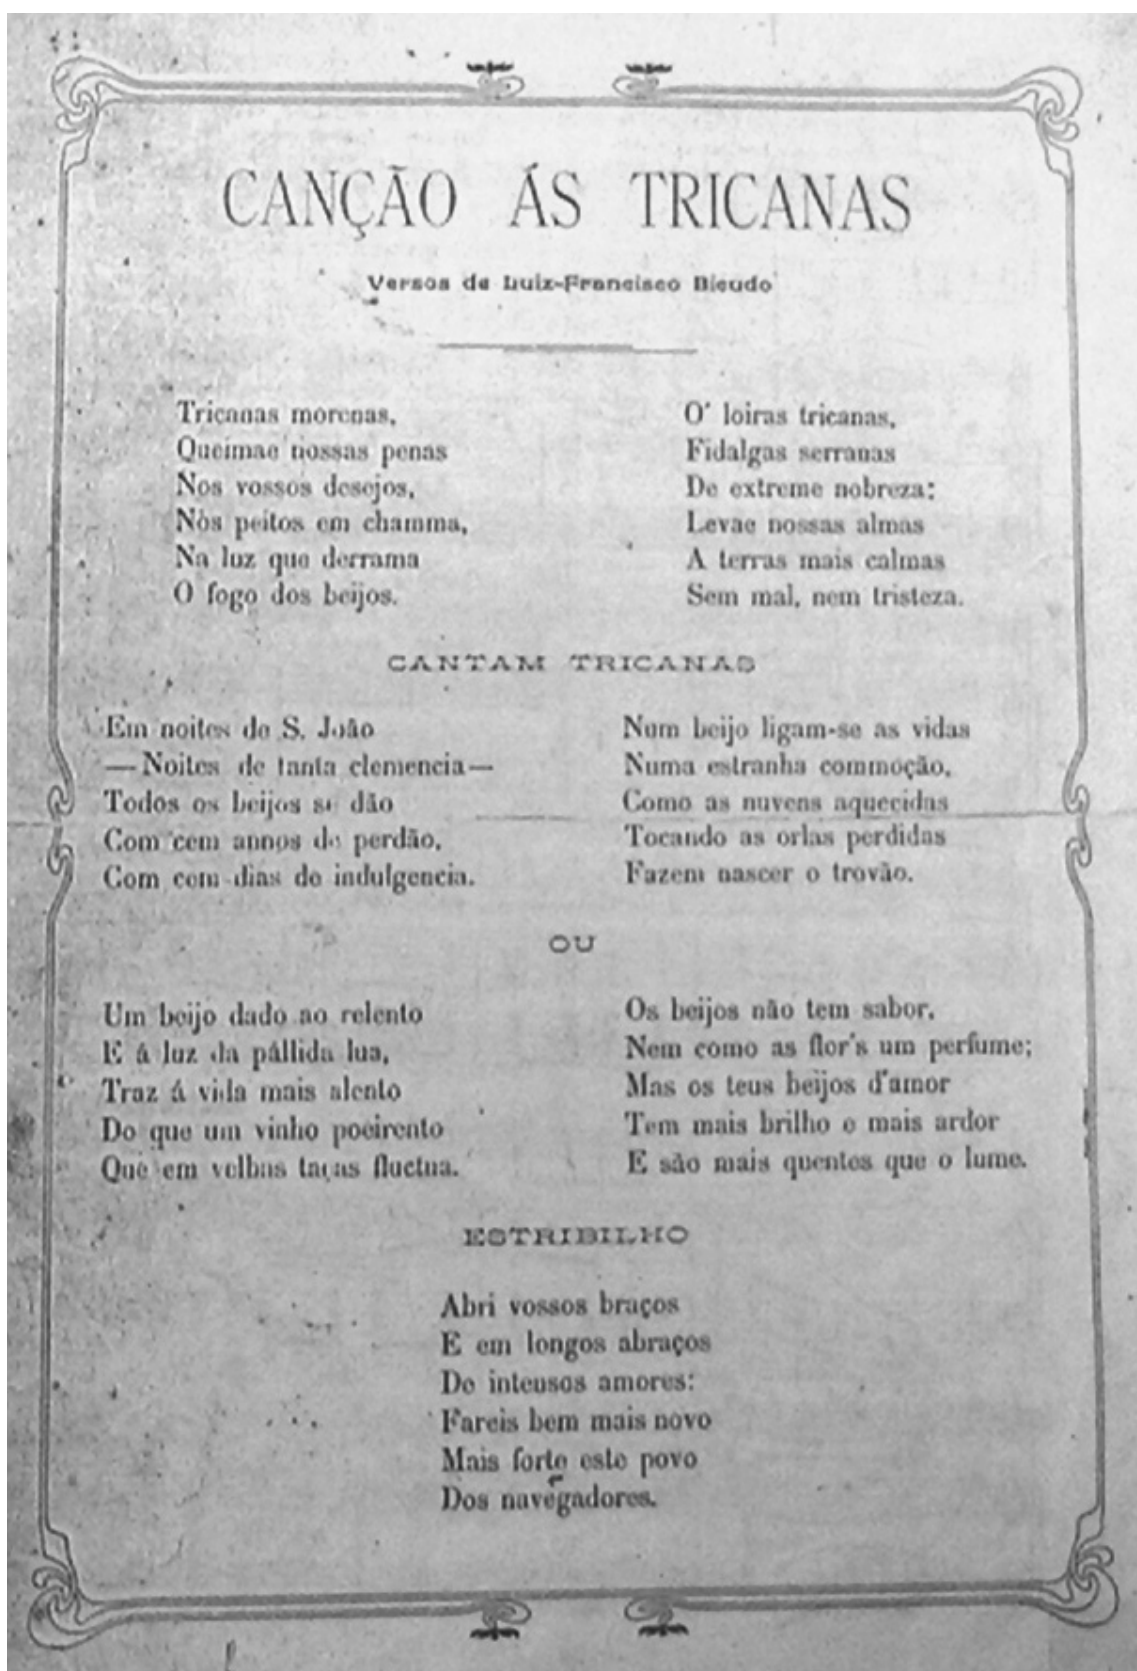 CANÇÃO ÁS TRICANAS
Versos de Luiz-Francisco Bicudo
Tricanas morenas,
Queimae nossas penas
Nos vossos desejos,
Nos peitos em chamma,
Na luz que derrama
O fogo dos beijos.
O' loiras tricanas,
Fidalgas serranas
De extreme nobreza:
Levae nossas almas
A terras mais calmas
Sem mal, nem tristeza.
CANTAM TRICANAS
Em noites de S. João
—Noites de tanta clemencia—
Todos os beijos se dão
Com cem annos de perdão,
Com cem dias de indulgencia.
Num beijo ligam-se as vidas
Numa estranha commoção,
Como as nuvens aquecidas
Tocando as orlas perdidas
Fazem nascer o trovão.
OU
Um beijo dado ao relento
E á luz da pállida lua,
Traz á vida mais alento
Do que um vinho poeirento
Que em velhas taças fluctua.
Os beijos não tem sabor,
Nem como as flor's um perfume;
Mas os teus beijos d'amor
Tem mais brilho e mais ardor
E são mais quentes que o lume.
ESTRIBILHO
Abri vossos braços
E em longos abraços
De intensos amores:
Fareis bem mais novo
Mais forte este povo
Dos navegadores.